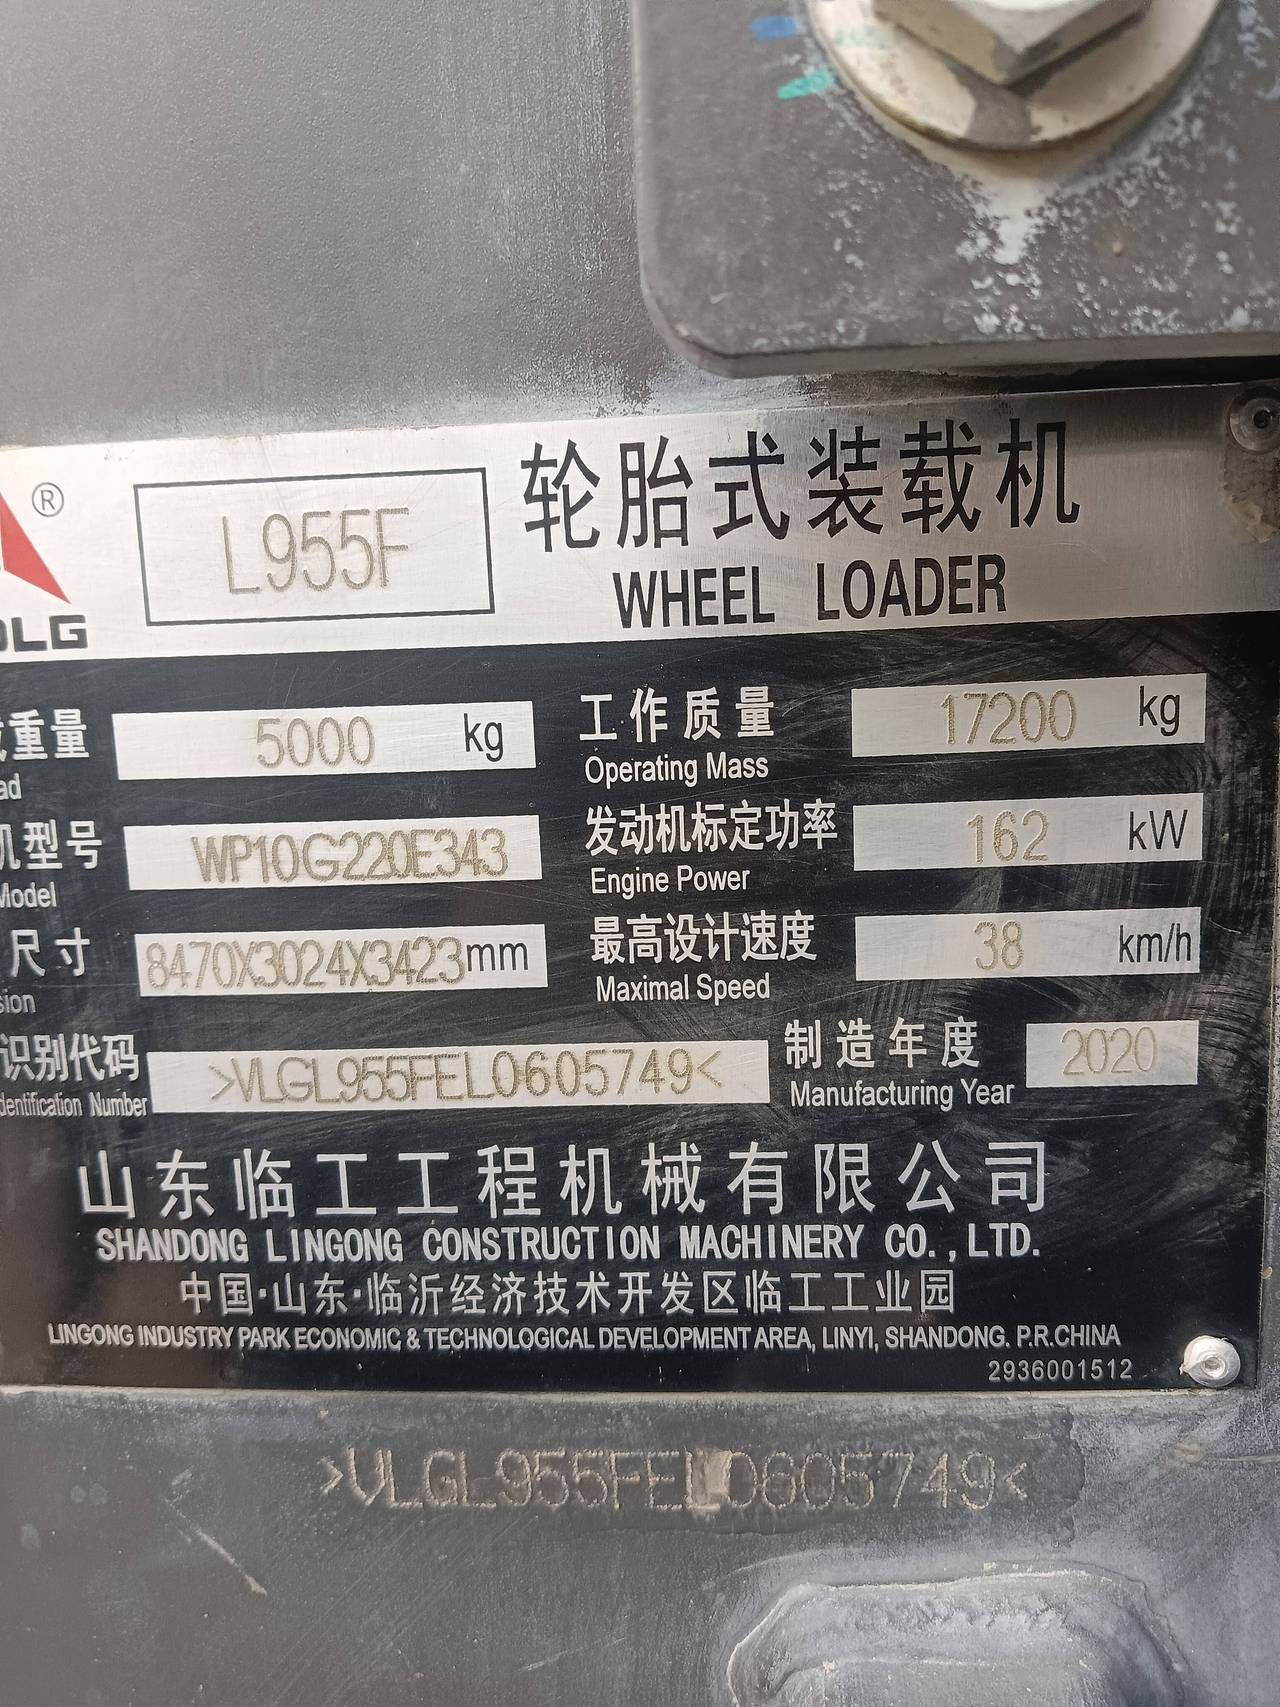 ®
DLG
L955F
轮胎式装载机
WHEEL LOADER
重量 5000 kg 工作质量 17200 kg
ad Operating Mass
机型号 WP10G220E343 发动机标定功率 162 kW
Model Engine Power
尺寸 8470X3024X3423mm 最高设计速度 38 km/h
sion Maximal Speed
识别代码 >VLGL955FEL0605749< 制造年度 2020
dentification Number Manufacturing Year
山东临工工程机械有限公司
SHANDONG LINGONG CONSTRUCTION MACHINERY CO.,LTD.
中国·山东·临沂经济技术开发区临工工业园
LINGONG INDUSTRY PARK ECONOMIC & TECHNOLOGICAL DEVELOPMENT AREA, LINYI, SHANDONG. P.R.CHINA
2936001512
>VLGL955FEL0605749<